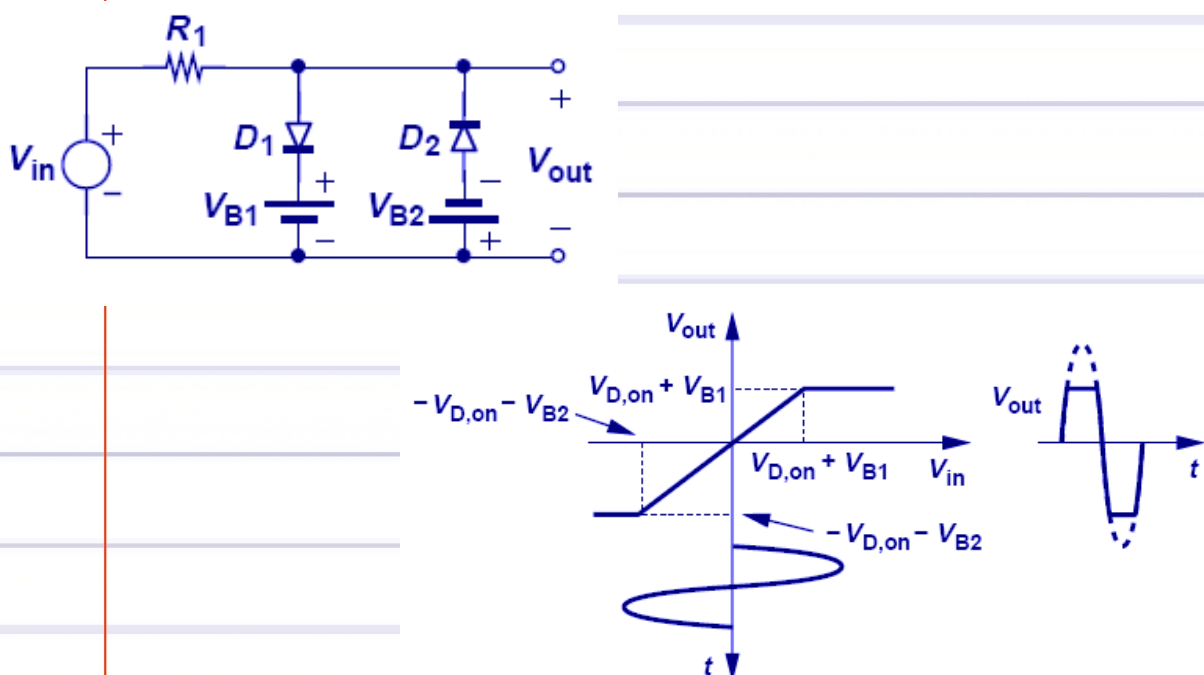 R1
+
D1
D2
+
Vin
Vout
−
+
−
VB1
VB2
−
−
+
Vout
VD,on + VB1
−VD,on − VB2
Vout
VD,on + VB1
Vin
t
−VD,on − VB2
t